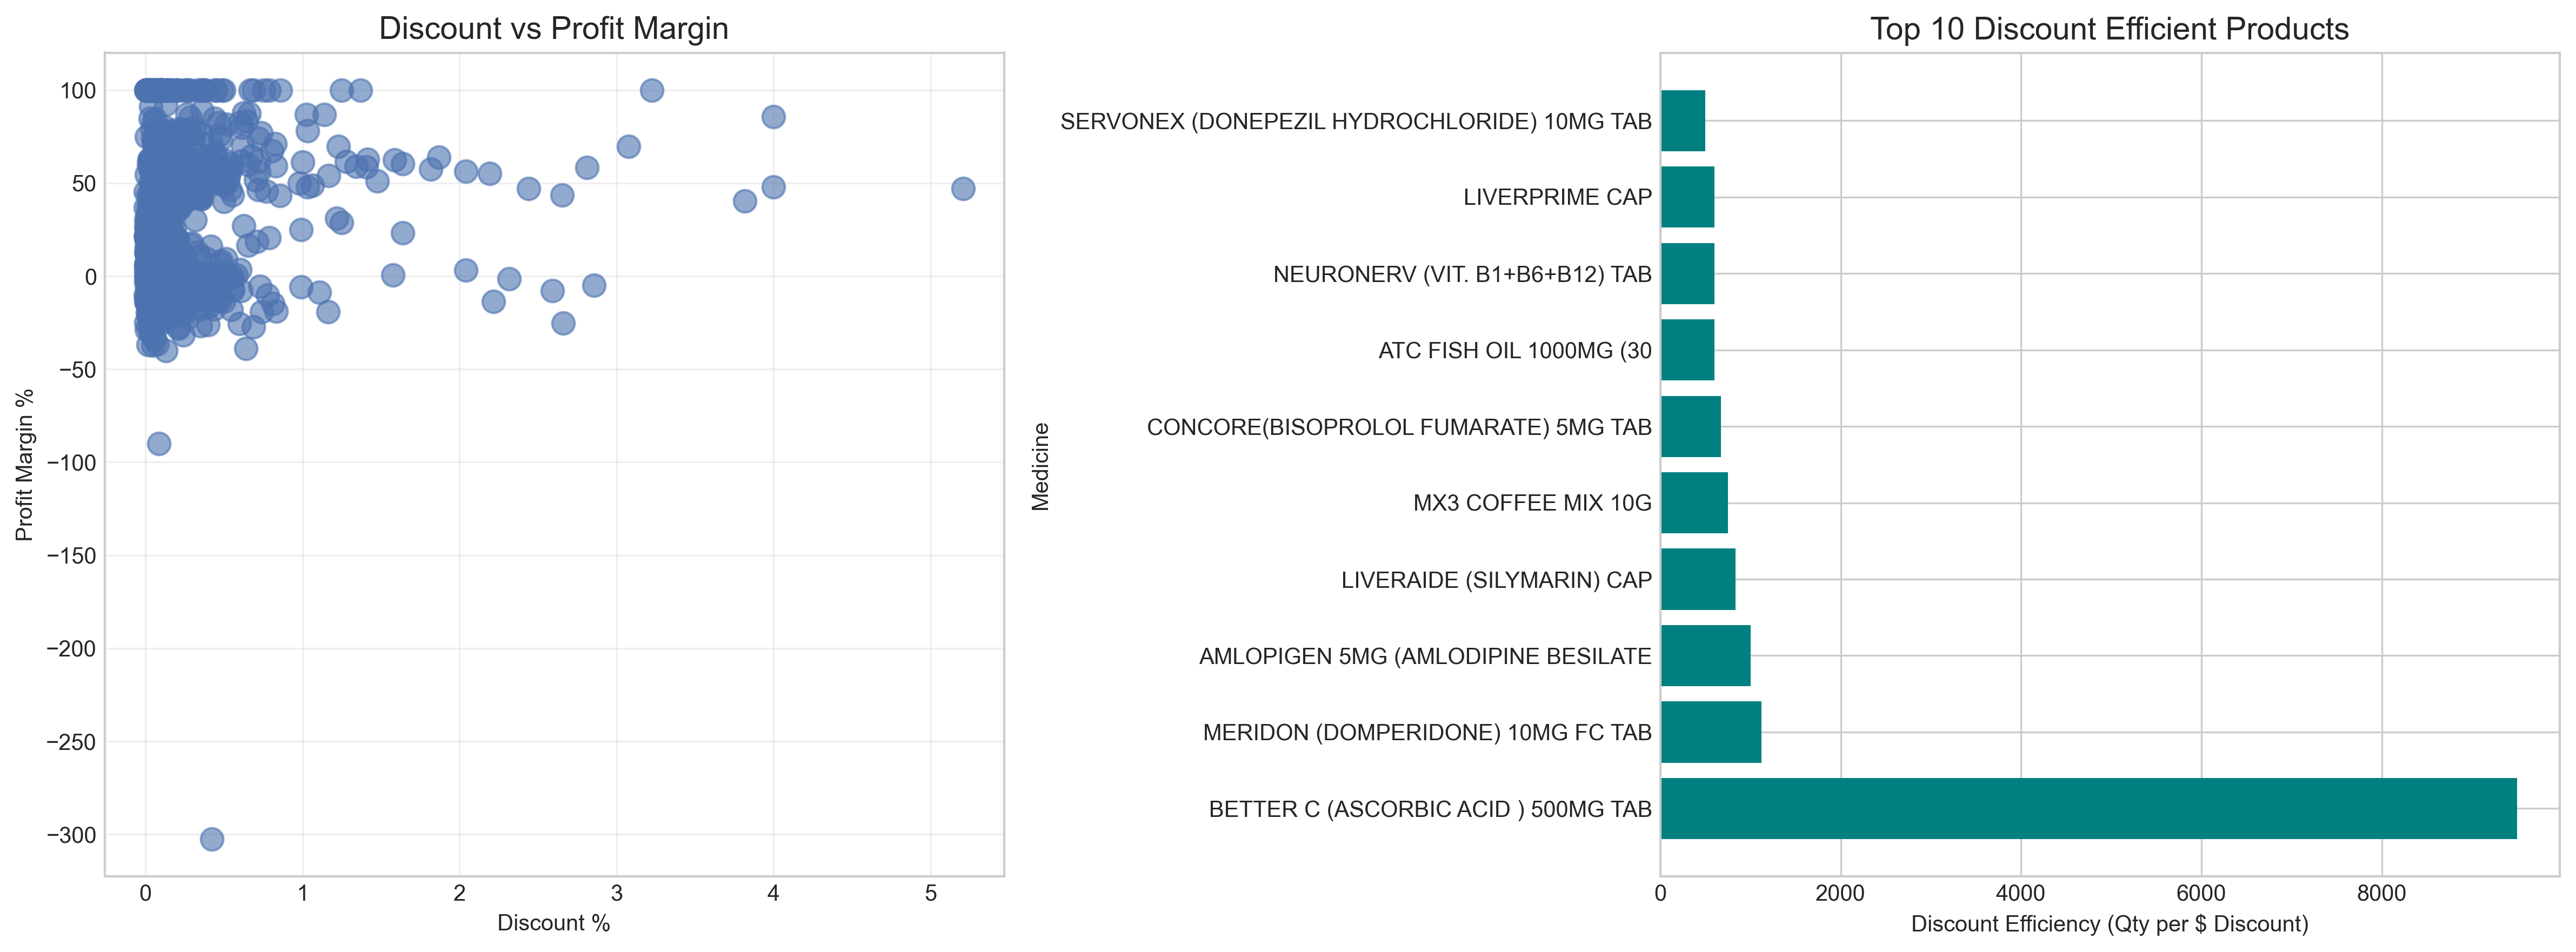 Discount vs Profit Margin
100
50
0
−50
−100
−150
−200
−250
−300
Profit Margin %
0 1 2 3 4 5
Discount %
Top 10 Discount Efficient Products
Medicine
SERVONEX (DONEPEZIL HYDROCHLORIDE) 10MG TAB
LIVERPRIME CAP
NEURONERV (VIT. B1+B6+B12) TAB
ATC FISH OIL 1000MG (30
CONCORE(BISOPROLOL FUMARATE) 5MG TAB
MX3 COFFEE MIX 10G
LIVERAIDE (SILYMARIN) CAP
AMLOPIGEN 5MG (AMLODIPINE BESILATE
MERIDON (DOMPERIDONE) 10MG FC TAB
BETTER C (ASCORBIC ACID ) 500MG TAB
0 2000 4000 6000 8000
Discount Efficiency (Qty per $ Discount)